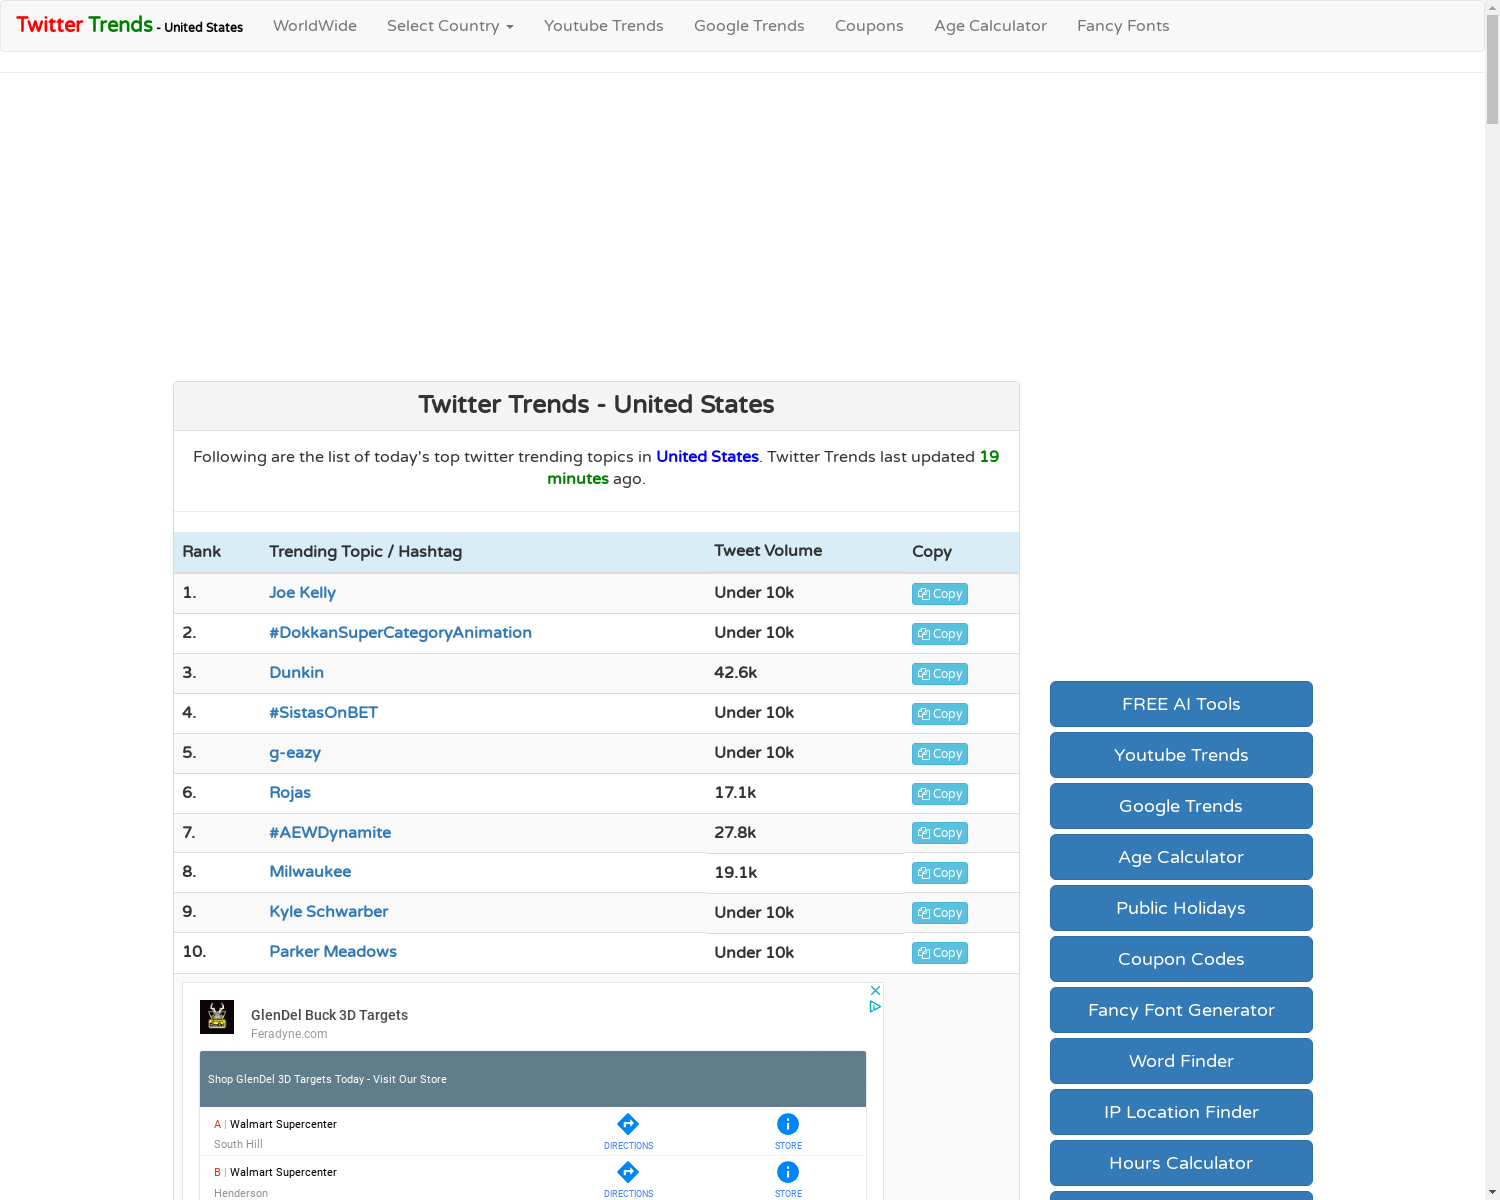 Twitter Trends - United States WorldWide Select Country Youtube Trends Google Trends Coupons Age Calculator Fancy Fonts
Twitter Trends - United States
Following are the list of today's top twitter trending topics in United States. Twitter Trends last updated 19
minutes ago.
Rank Trending Topic / Hashtag Tweet Volume Copy
1. Joe Kelly Under 10k Copy
2. #DokkanSuperCategoryAnimation Under 10k Copy
3. Dunkin 42.6k Copy
4. #SistasOnBET Under 10k Copy
5. g-eazy Under 10k Copy
6. Rojas 17.1k Copy
7. #AEWDynamite 27.8k Copy
8. Milwaukee 19.1k Copy
9. Kyle Schwarber Under 10k Copy
10. Parker Meadows Under 10k Copy
GlenDel Buck 3D Targets
Feradyne.com
Shop GlenDel 3D Targets Today - Visit Our Store
A | Walmart Supercenter
South Hill
DIRECTIONS STORE
B | Walmart Supercenter
Henderson
DIRECTIONS STORE
FREE AI Tools
Youtube Trends
Google Trends
Age Calculator
Public Holidays
Coupon Codes
Fancy Font Generator
Word Finder
IP Location Finder
Hours Calculator